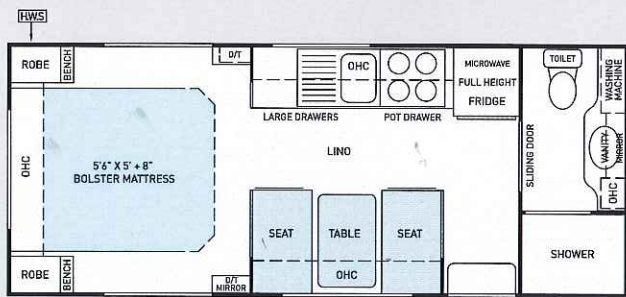 H.W.S
ROBE
BENCH
D/T
OHC
MICROWAVE
FULL HEIGHT
FRIDGE
TOILET
WASHING
MACHINE
LARGE DRAWERS
POT DRAWER
OHC
5'6" X 5' + 8"
BOLSTER MATTRESS
LINO
SLIDING DOOR
VANITY
MIRROR
OHC
SEAT
TABLE
SEAT
OHC
SHOWER
ROBE
BENCH
D/T
MIRROR